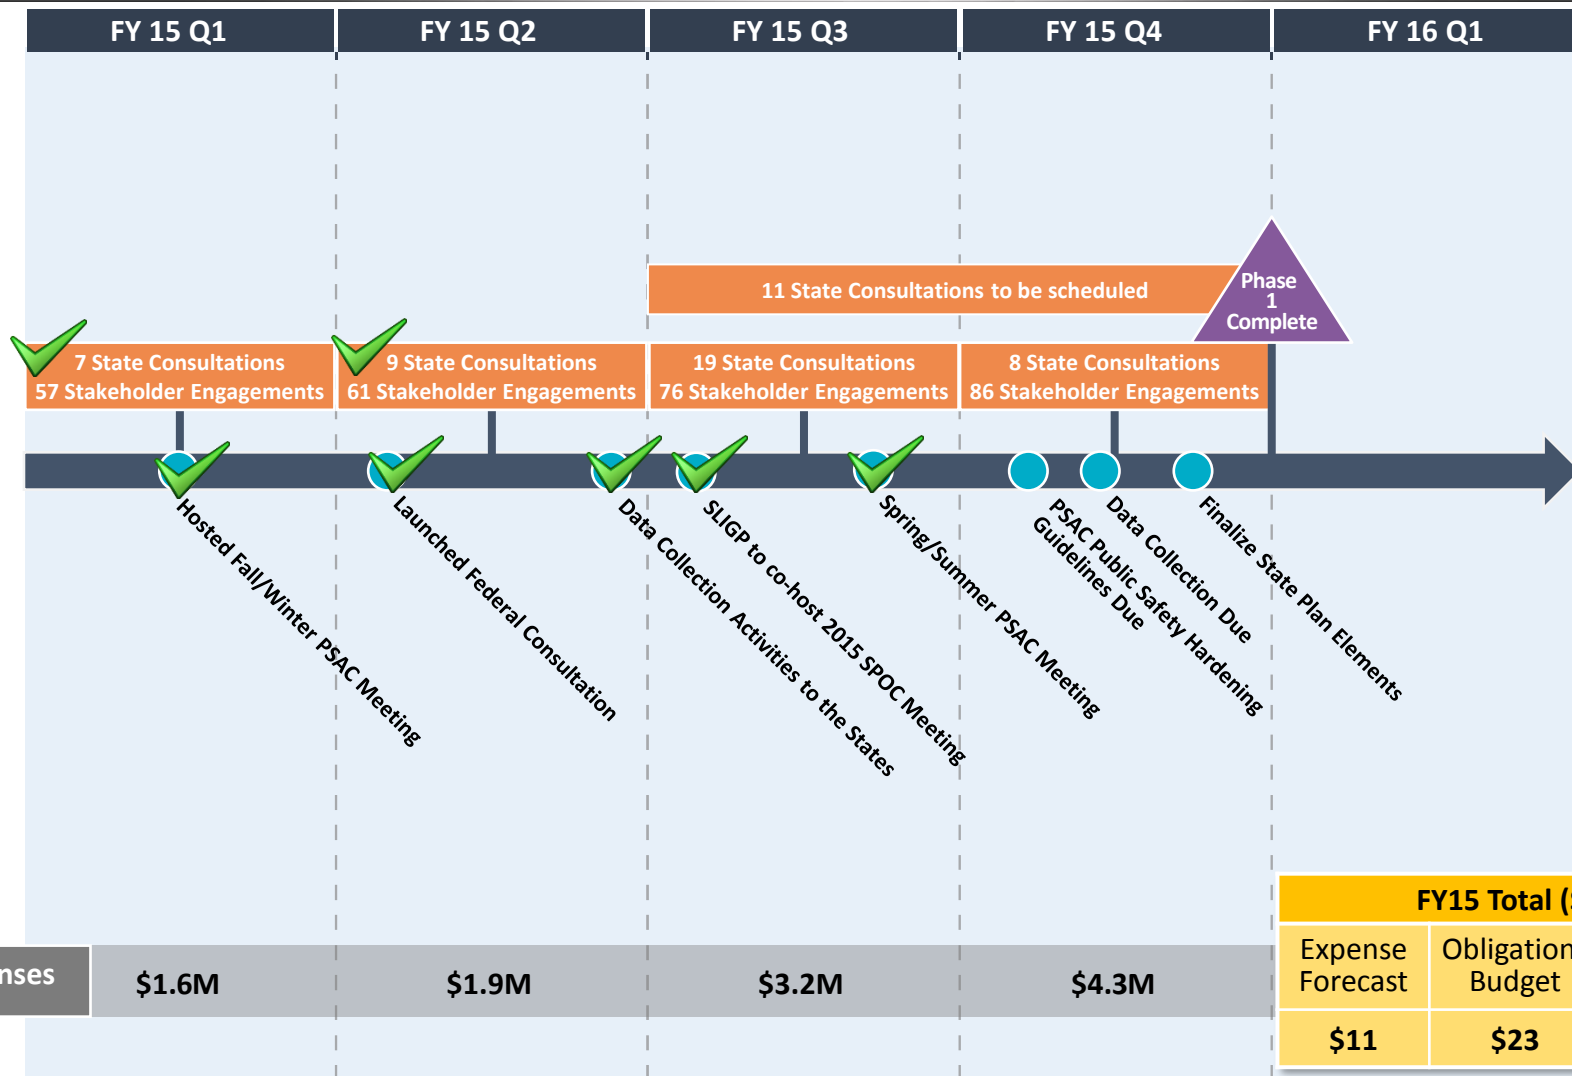 FY 15 Q1
FY 15 Q2
FY 15 Q3
FY 15 Q4
FY 16 Q1
11 State Consultations to be scheduled
Phase
1
Complete
7 State Consultations
57 Stakeholder Engagements
9 State Consultations
61 Stakeholder Engagements
19 State Consultations
76 Stakeholder Engagements
8 State Consultations
86 Stakeholder Engagements
Hosted Fall/Winter PSAC Meeting
Launched Federal Consultation
Data Collection Activities to the States
SLIGP to co-host 2015 SPOC Meeting
Spring/Summer PSAC Meeting
PSAC Public Safety Hardening
Guidelines Due
Data Collection Due
Finalize State Plan Elements
nses
$1.6M
$1.9M
$3.2M
$4.3M
FY15 Total (
Expense
Forecast
Obligation
Budget
$11
$23